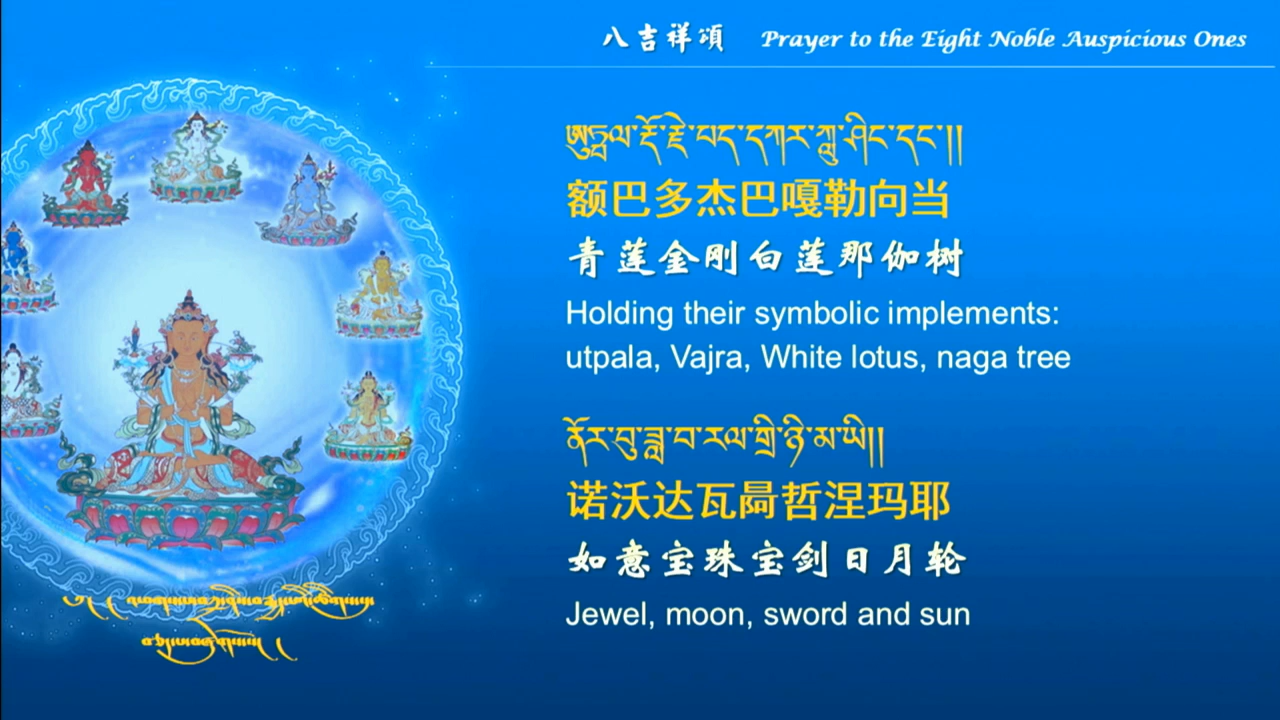 八吉祥頌 Prayer to the Eight Noble Auspicious Ones
ཨུཏྤལ་རྡོ་རྗེ་པད་དཀར་ཀླུ་ཤིང་དང་།།
额巴多杰巴嘎勒向当
青莲金刚白莲那伽树
Holding their symbolic implements:
utpala, Vajra, White lotus, naga tree
ནོར་བུ་ཟླ་བ་རལ་གྲི་ཉི་མ་ཡི།།
诺沃达瓦咼哲涅玛耶
如意宝珠宝剑日月轮
Jewel, moon, sword and sun